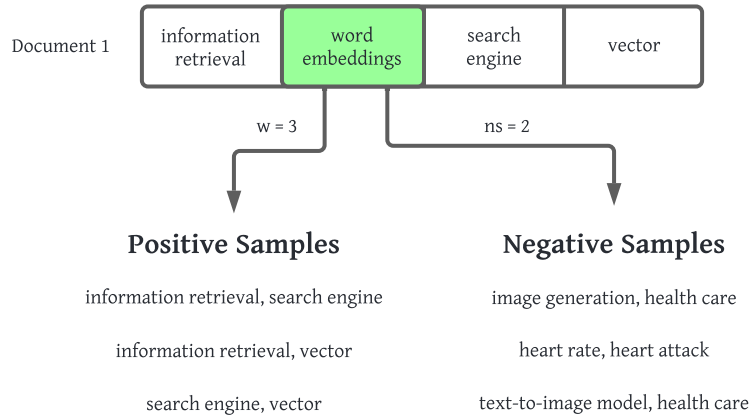 Document 1
information
retrieval
word
embeddings
search
engine
vector
w = 3
ns = 2
Positive Samples
Negative Samples
information retrieval, search engine
image generation, health care
information retrieval, vector
heart rate, heart attack
search engine, vector
text-to-image model, health care